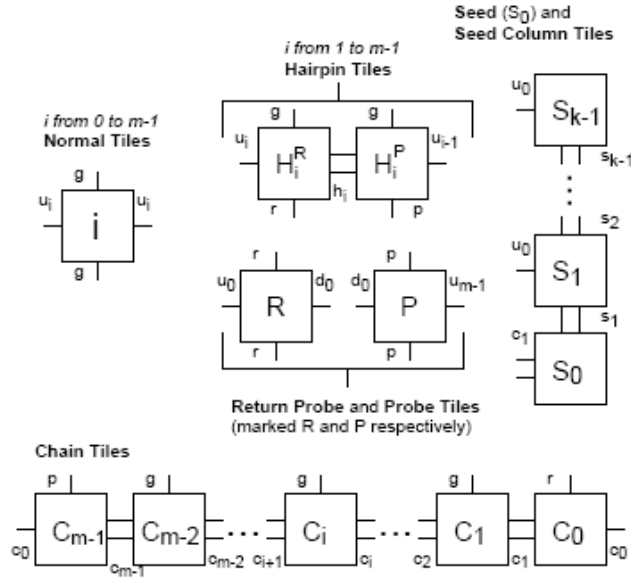 Seed (S0) and
Seed Column Tiles
i from 1 to m-1
Hairpin Tiles
i from 0 to m-1
Normal Tiles
g
ui
i
ui
g
g g
ui HiR HiP ui-1
hi
r p
r p
u0 R d0 d0 P um-1
r p
Return Probe and Probe Tiles
(marked R and P respectively)
u0 Sk-1
sk-1
s2
u0 S1
s1
c1 S0
Chain Tiles
p g g g r
Cm-1 Cm-2 Ci C1 C0
c0 cm-1 cm-2 ci+1 ci c2 c1 c0